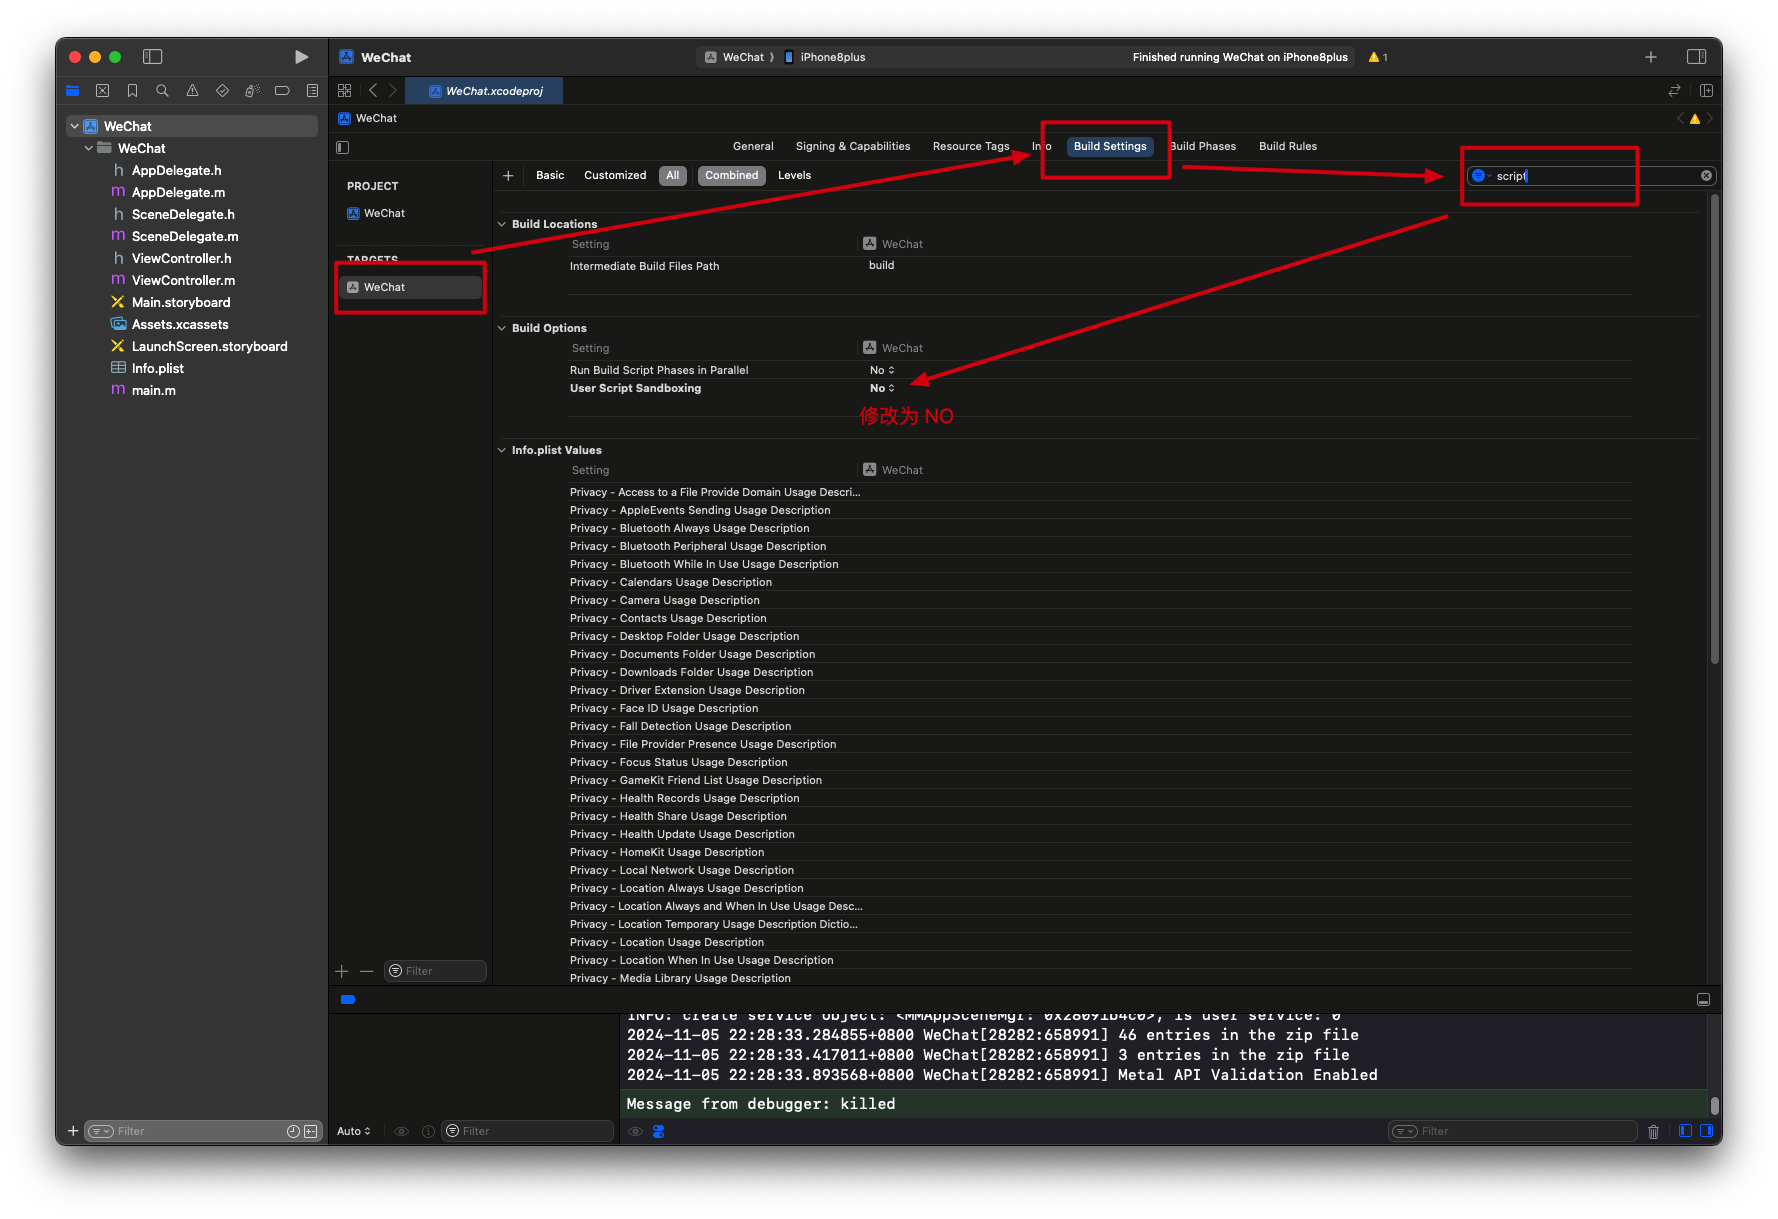 WeChat
WeChat ⟩ iPhone8plus
Finished running WeChat on iPhone8plus
1
WeChat.xcodeproj
WeChat
WeChat
WeChat
h AppDelegate.h
m AppDelegate.m
h SceneDelegate.h
m SceneDelegate.m
h ViewController.h
m ViewController.m
Main.storyboard
Assets.xcassets
LaunchScreen.storyboard
Info.plist
m main.m
Filter
General Signing & Capabilities Resource Tags Info Build Settings Build Phases Build Rules
PROJECT
WeChat
TARGETS
WeChat
Filter
+ Basic Customized All Combined Levels
script
Build Locations
Setting WeChat
Intermediate Build Files Path build
Build Options
Setting WeChat
Run Build Script Phases in Parallel No
User Script Sandboxing No
修改为 NO
Info.plist Values
Setting WeChat
Privacy - Access to a File Provide Domain Usage Descri...
Privacy - AppleEvents Sending Usage Description
Privacy - Bluetooth Always Usage Description
Privacy - Bluetooth Peripheral Usage Description
Privacy - Bluetooth While In Use Usage Description
Privacy - Calendars Usage Description
Privacy - Camera Usage Description
Privacy - Contacts Usage Description
Privacy - Desktop Folder Usage Description
Privacy - Documents Folder Usage Description
Privacy - Downloads Folder Usage Description
Privacy - Driver Extension Usage Description
Privacy - Face ID Usage Description
Privacy - Fall Detection Usage Description
Privacy - File Provider Presence Usage Description
Privacy - Focus Status Usage Description
Privacy - GameKit Friend List Usage Description
Privacy - Health Records Usage Description
Privacy - Health Share Usage Description
Privacy - Health Update Usage Description
Privacy - HomeKit Usage Description
Privacy - Local Network Usage Description
Privacy - Location Always Usage Description
Privacy - Location Always and When In Use Usage Desc...
Privacy - Location Temporary Usage Description Dictio...
Privacy - Location Usage Description
Privacy - Location When In Use Usage Description
Privacy - Media Library Usage Description
INFO: create service object: <MMAppSceneMgr: 0x28091b4c0>, is user service: 0
2024-11-05 22:28:33.284855+0800 WeChat[28282:658991] 46 entries in the zip file
2024-11-05 22:28:33.417011+0800 WeChat[28282:658991] 3 entries in the zip file
2024-11-05 22:28:33.893568+0800 WeChat[28282:658991] Metal API Validation Enabled
Message from debugger: killed
Auto
Filter
Filter